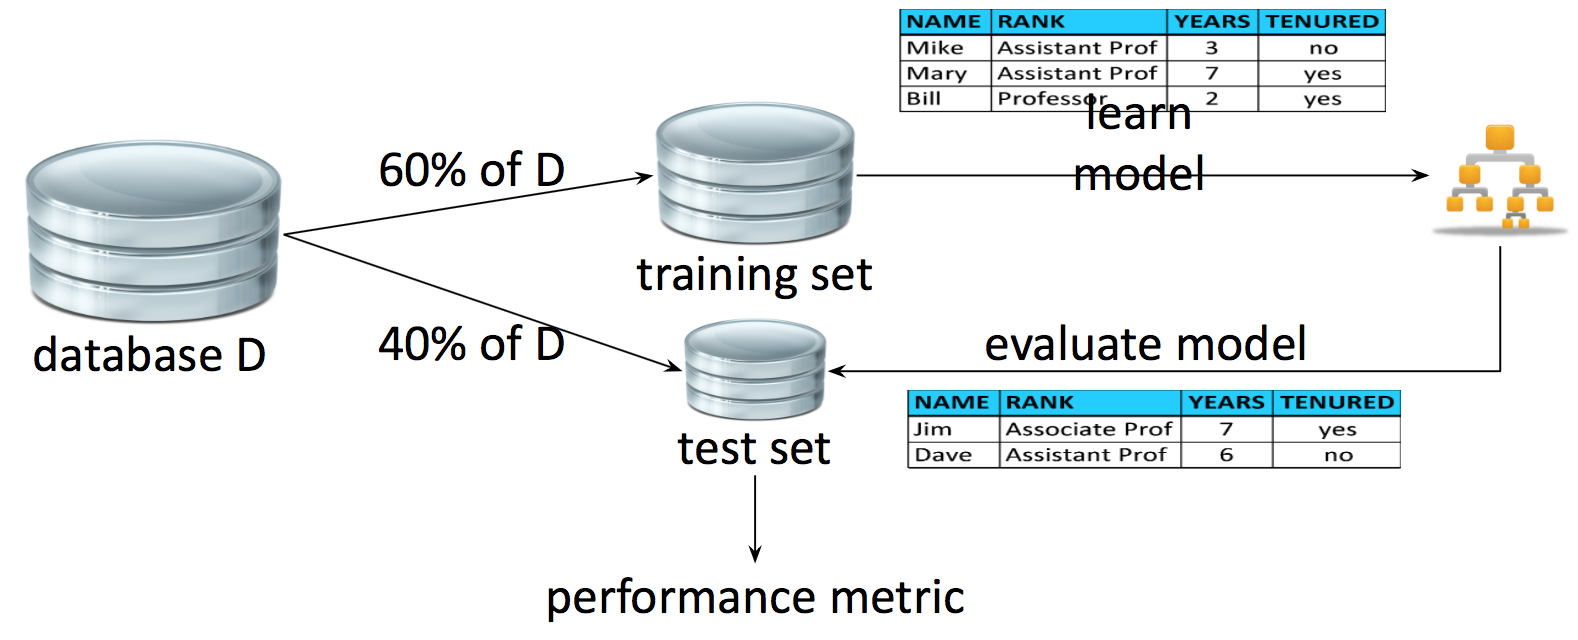 NAME RANK YEARS TENURED
Mike Assistant Prof 3 no
Mary Assistant Prof 7 yes
Bill Professor 2 yes
learn
model
60% of D
training set
database D
40% of D
evaluate model
NAME RANK YEARS TENURED
Jim Associate Prof 7 yes
Dave Assistant Prof 6 no
test set
performance metric